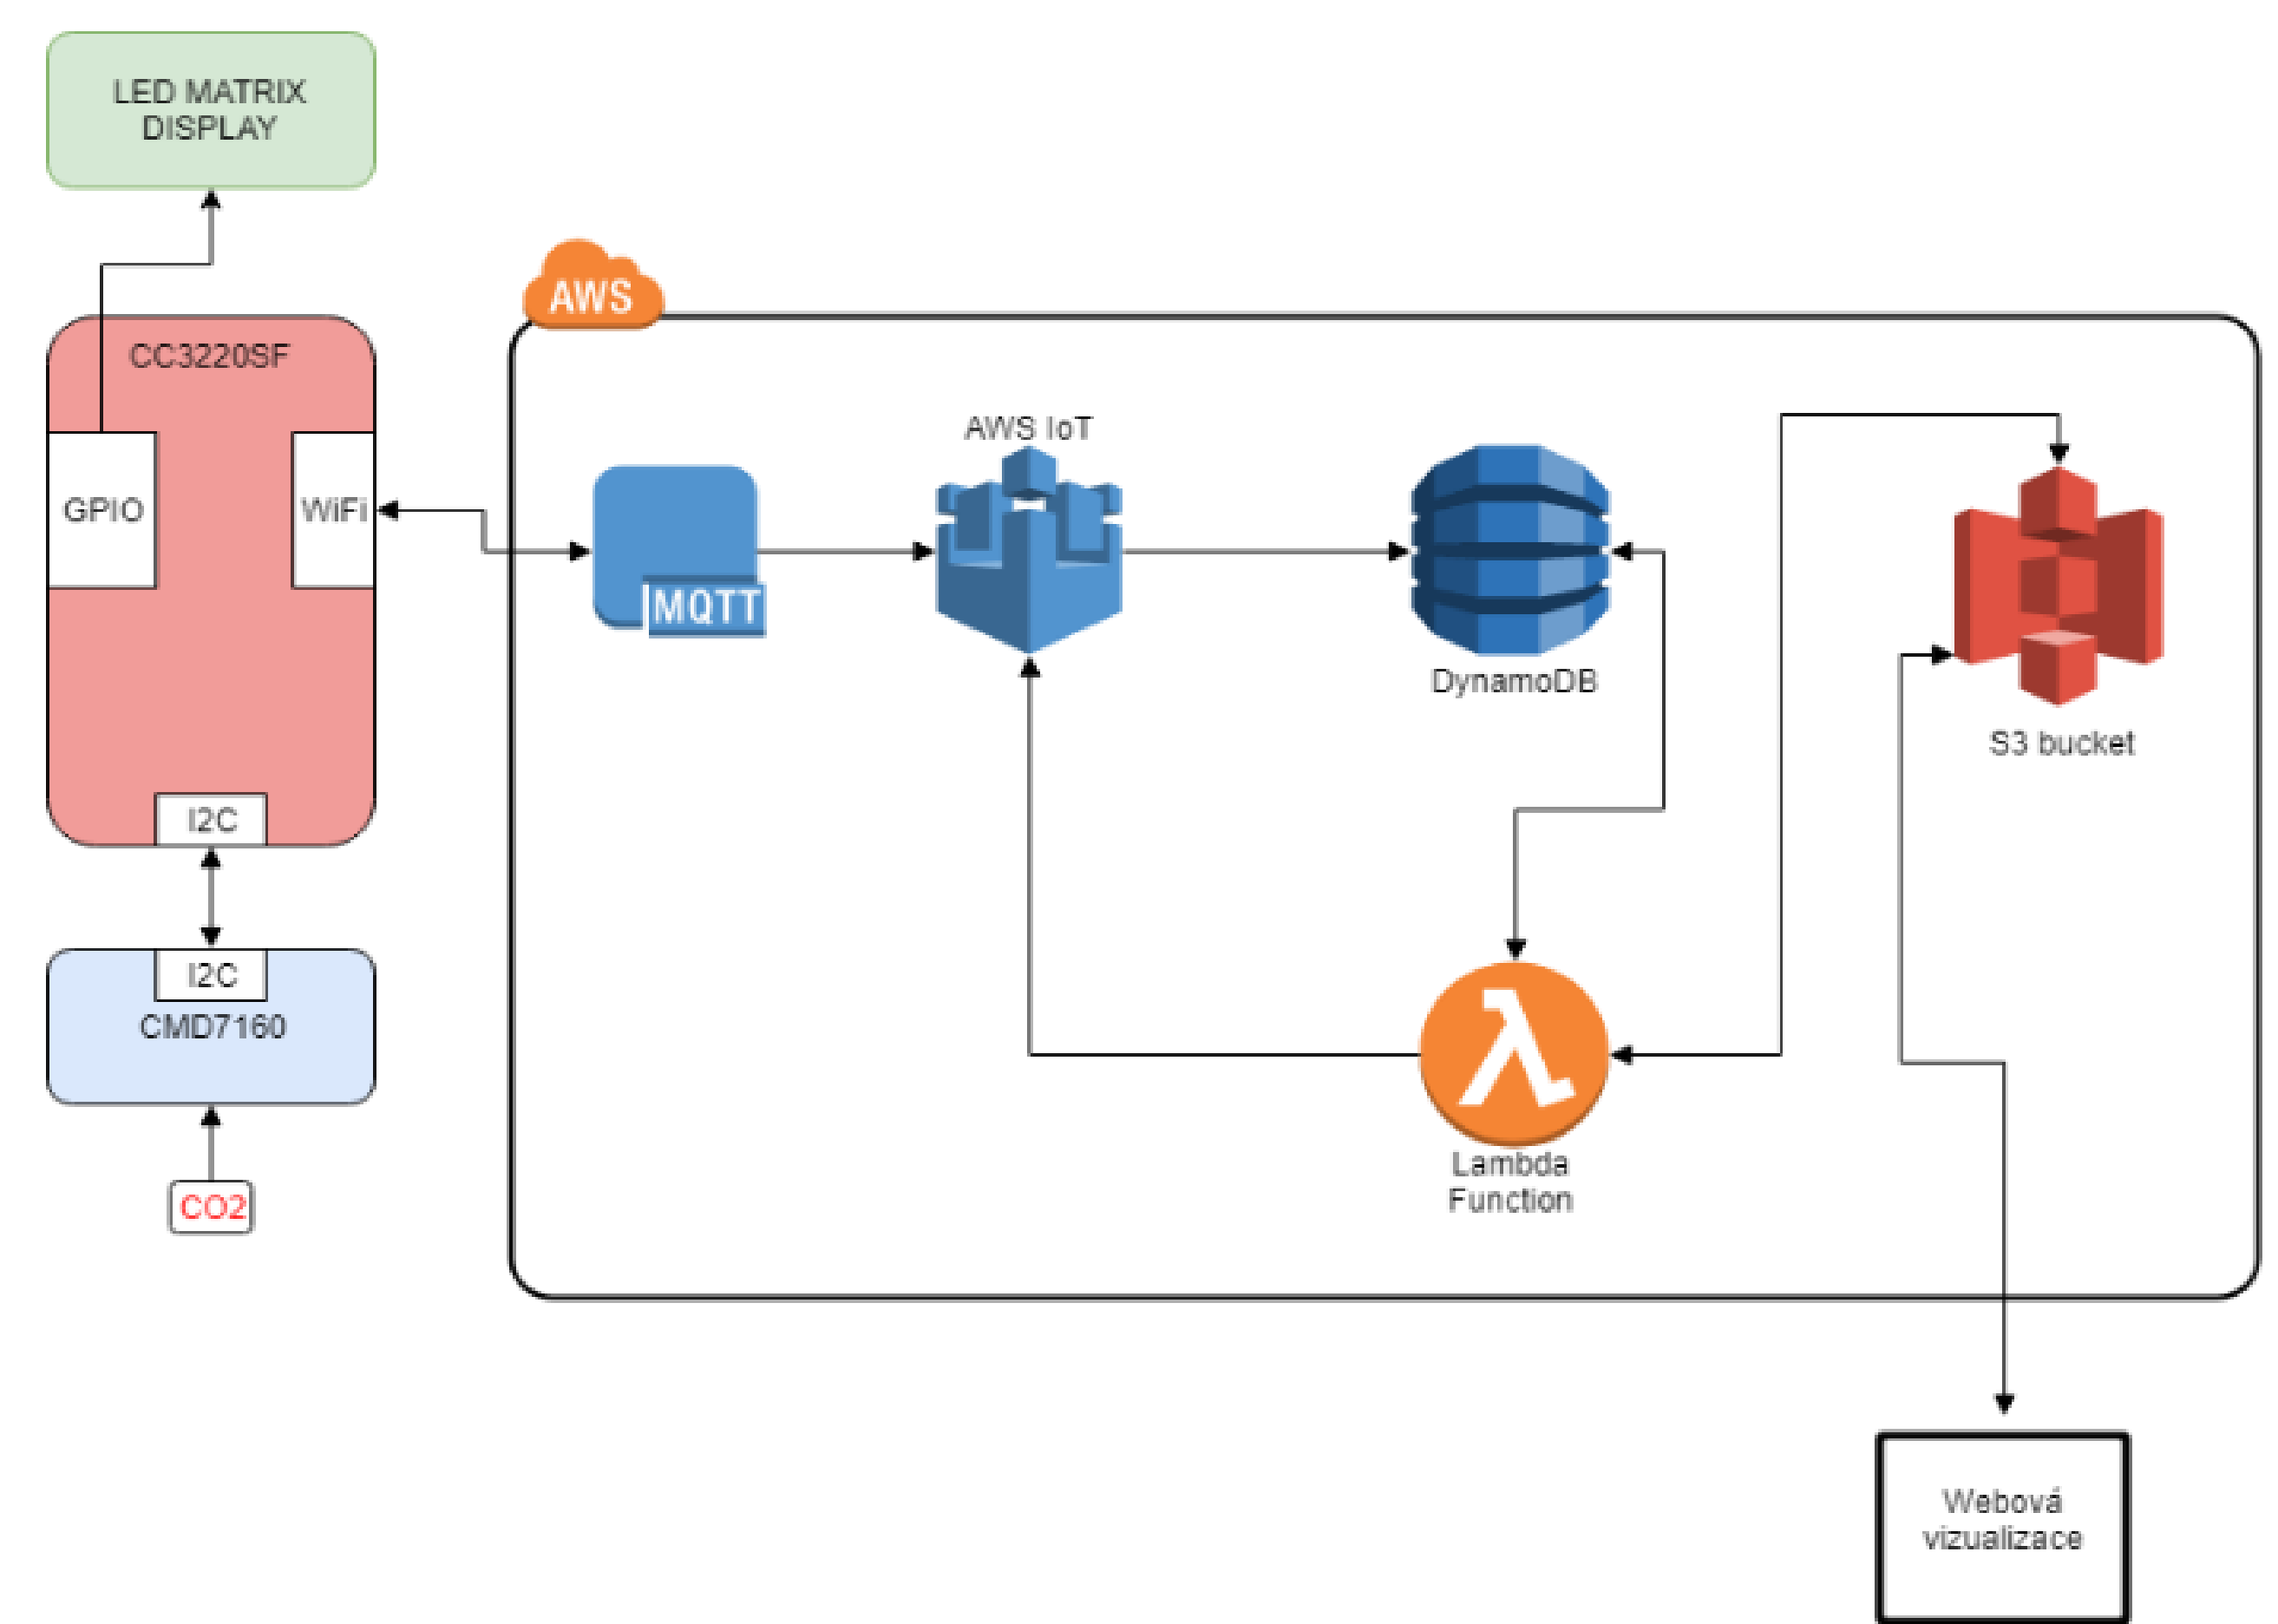 LED MATRIX
DISPLAY
AWS
CC3220SF
GPIO
WiFi
I2C
I2C
CMD7160
CO2
MQTT
AWS IoT
DynamoDB
S3 bucket
Lambda
Function
Webová
vizualizace